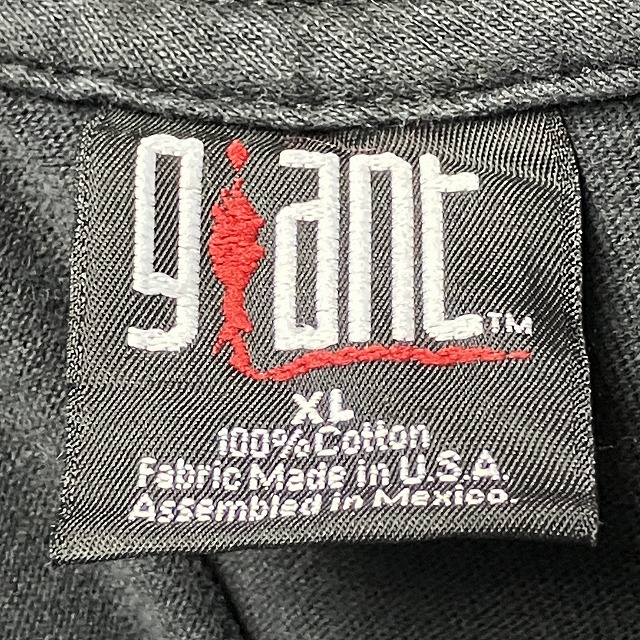 giant™
XL
100% Cotton
Fabric Made in U.S.A.
Assembled in Mexico.